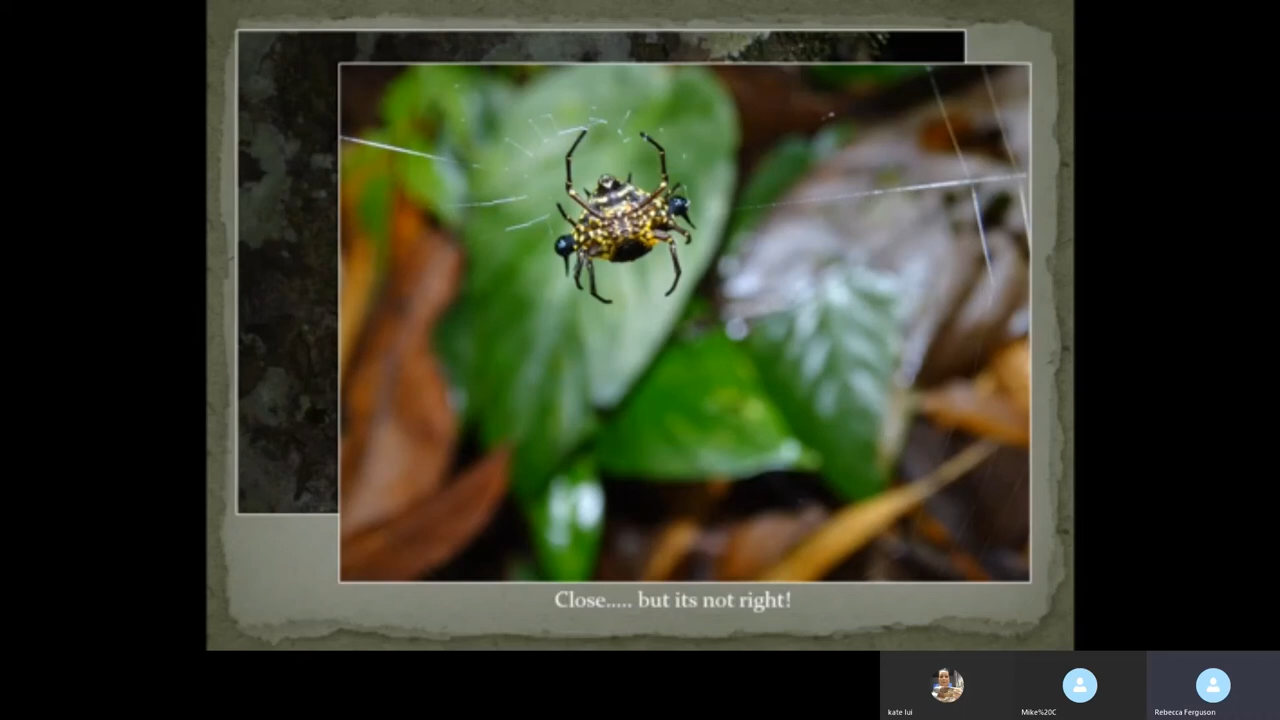 Close..... but its not right!
kate lui
Mike%20C
Rebecca Ferguson